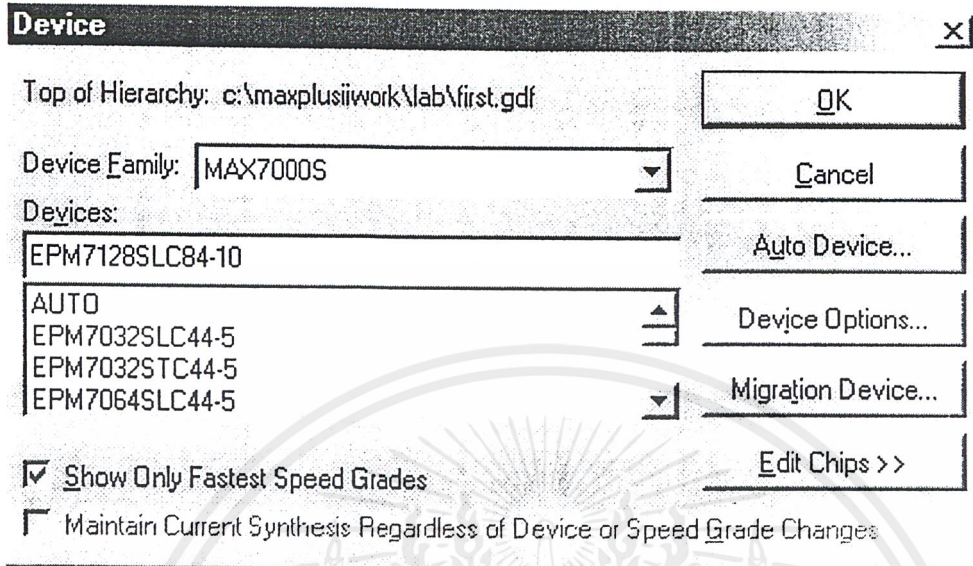 Device
Top of Hierarchy: c:\maxplusiiwork\lab\first.gdf
OK
Device Family: MAX7000S
Cancel
Devices:
EPM7128SLC84-10
Auto Device...
AUTO
EPM7032SLC44-5
EPM7032STC44-5
EPM7064SLC44-5
Device Options...
Migration Device...
Edit Chips >>
Show Only Fastest Speed Grades
Maintain Current Synthesis Regardless of Device or Speed Grade Changes